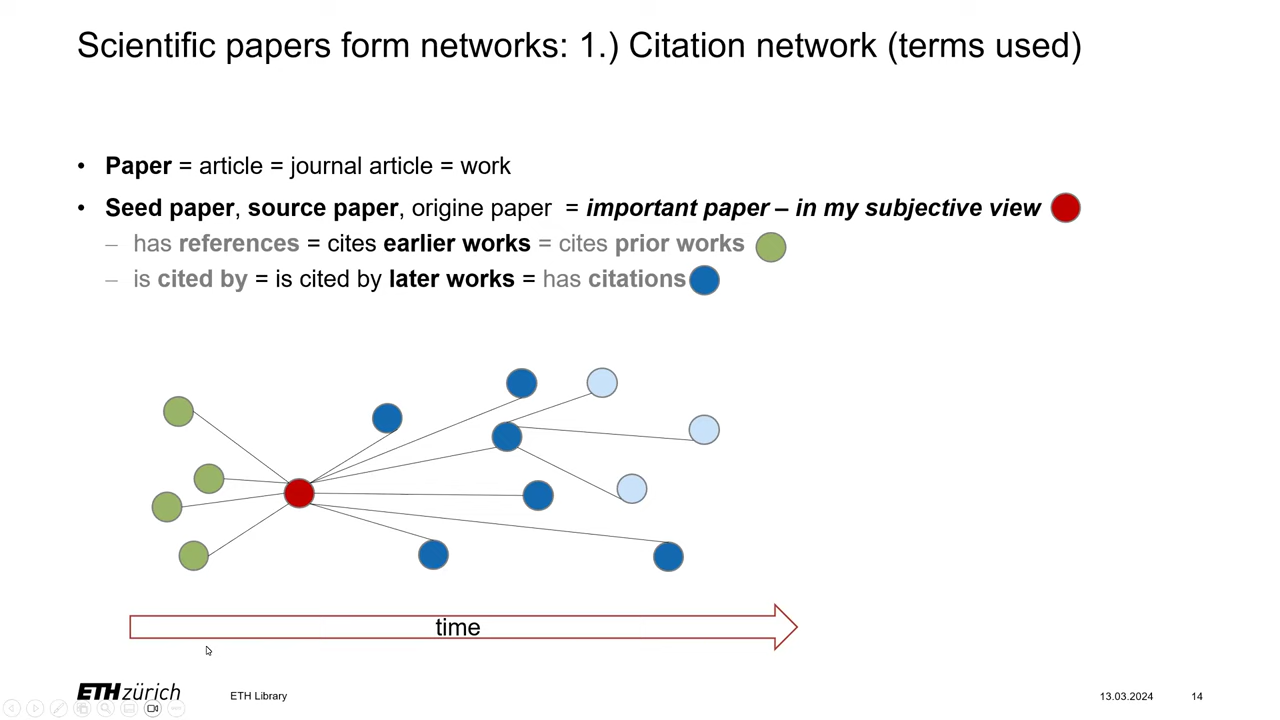 Scientific papers form networks: 1.) Citation network (terms used)
• Paper = article = journal article = work
• Seed paper, source paper, origine paper = important paper – in my subjective view
– has references = cites earlier works = cites prior works
– is cited by = is cited by later works = has citations
time
ETH zürich
ETH Library
13.03.2024
14